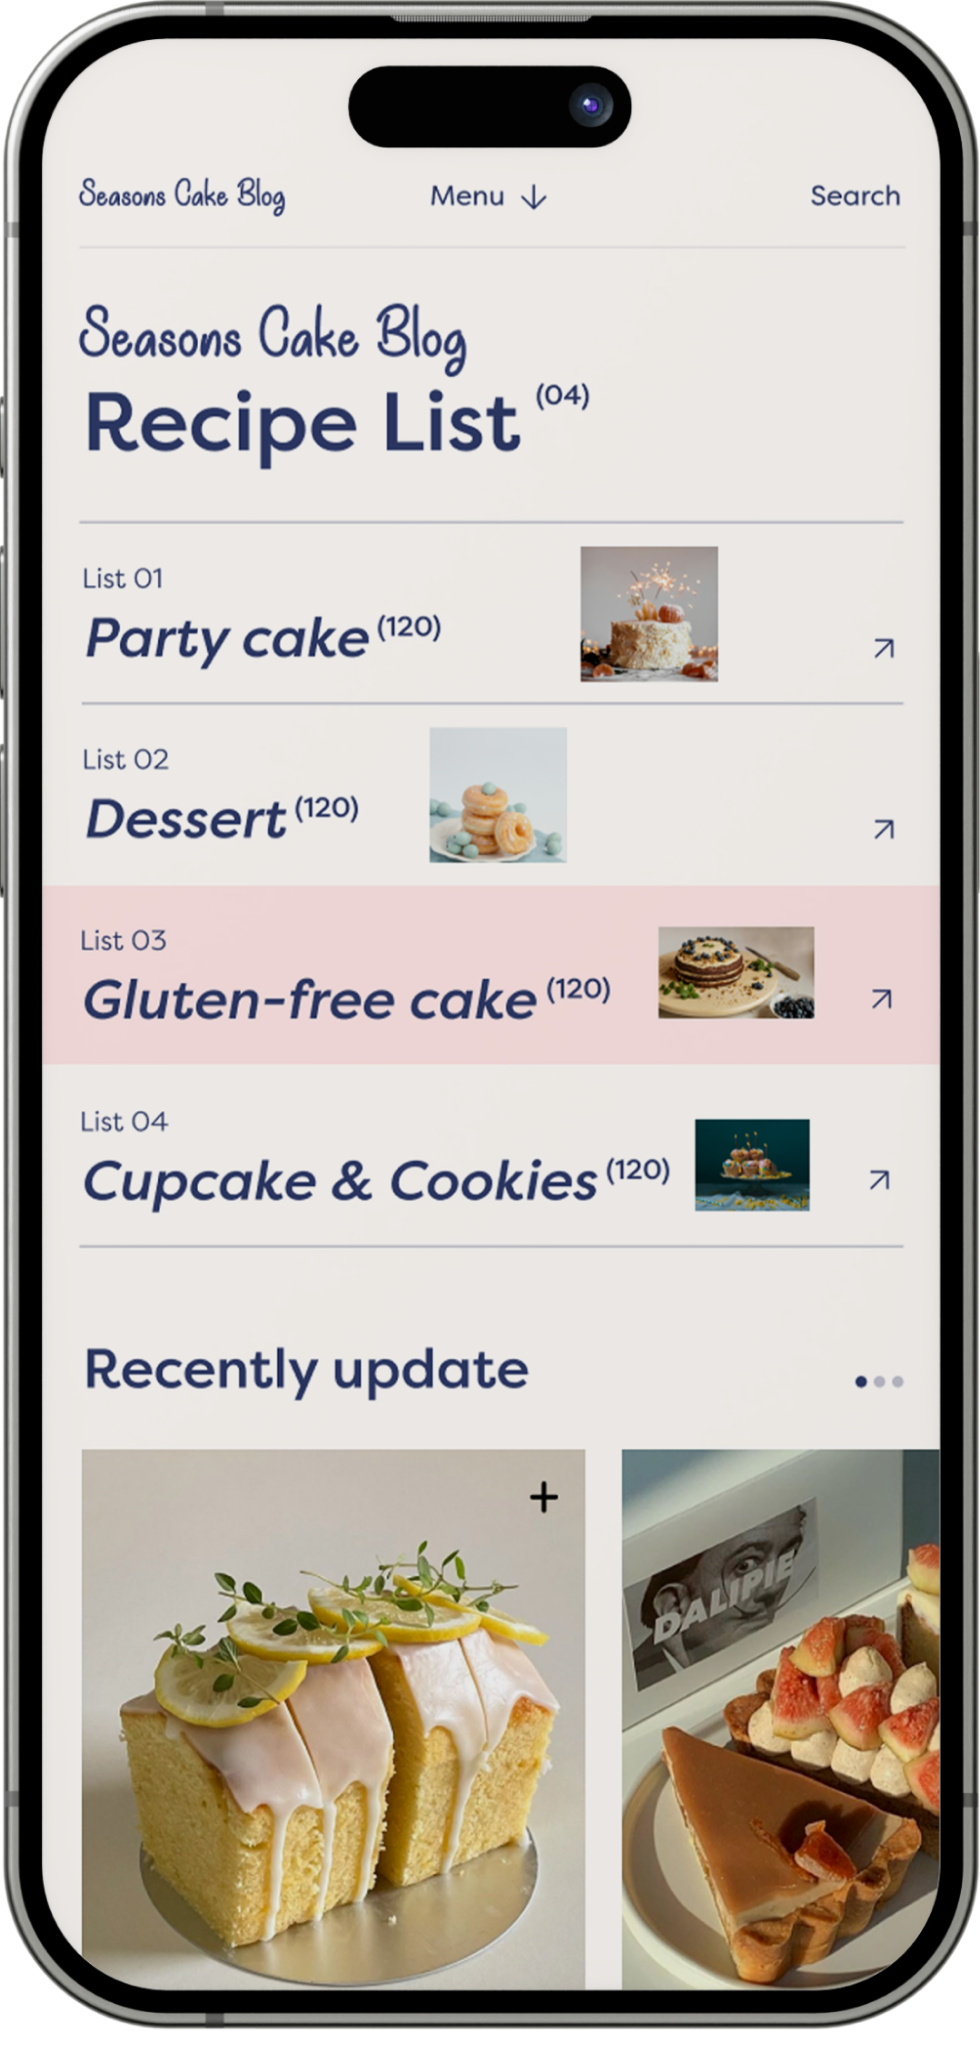 Seasons Cake Blog
Menu ↓
Search
Seasons Cake Blog
Recipe List (04)
List 01
Party cake (120)
List 02
Dessert (120)
List 03
Gluten-free cake (120)
List 04
Cupcake & Cookies (120)
Recently update
DALIPIE